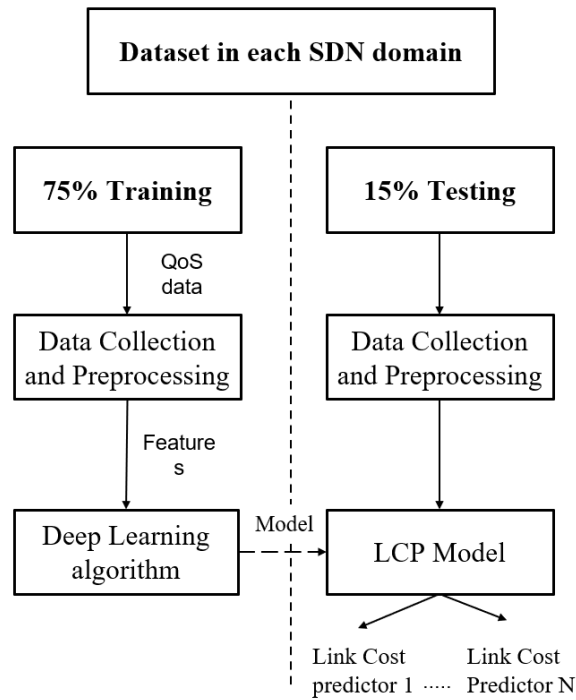 Dataset in each SDN domain
75% Training
15% Testing
QoS
data
Data Collection
and Preprocessing
Data Collection
and Preprocessing
Feature
s
Deep Learning
algorithm
Model
LCP Model
Link Cost
predictor 1
.....
Link Cost
Predictor N